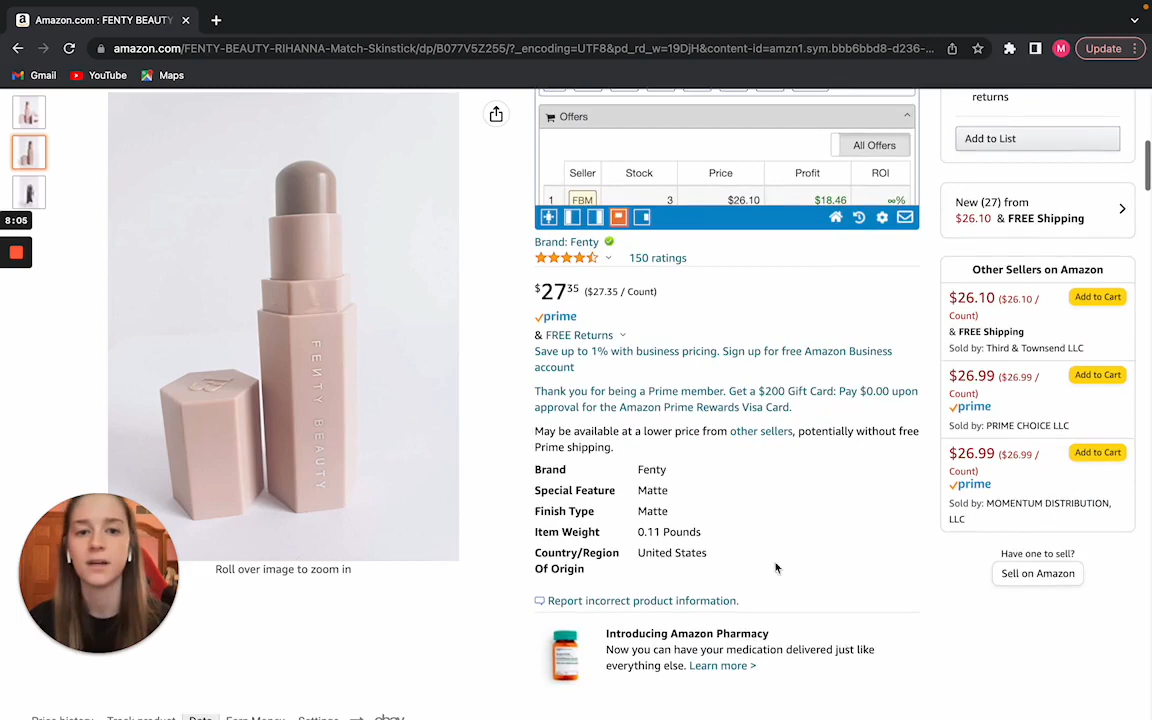 Amazon.com : FENTY BEAUTY
amazon.com/FENTY-BEAUTY-RIHANNA-Match-Skinstick/dp/B077V5Z255/?_encoding=UTF8&pd_rd_w=19DjH&content-id=amzn1.sym.bbb6bbd8-d236-...
M
Update
Gmail
YouTube
Maps
8:05
FENTY BEAUTY
Roll over image to zoom in
Offers
All Offers
Seller Stock Price Profit ROI
1 FBM 3 $26.10 $18.46 ∞%
Brand: Fenty
150 ratings
$27.35 ($27.35 / Count)
prime
& FREE Returns
Save up to 1% with business pricing. Sign up for free Amazon Business
account
Thank you for being a Prime member. Get a $200 Gift Card: Pay $0.00 upon
approval for the Amazon Prime Rewards Visa Card.
May be available at a lower price from other sellers, potentially without free
Prime shipping.
Brand Fenty
Special Feature Matte
Finish Type Matte
Item Weight 0.11 Pounds
Country/Region United States
Of Origin
Report incorrect product information.
Introducing Amazon Pharmacy
Now you can have your medication delivered just like
everything else. Learn more >
returns
Add to List
New (27) from
$26.10 & FREE Shipping
Other Sellers on Amazon
$26.10 ($26.10 /
Count)
Add to Cart
& FREE Shipping
Sold by: Third & Townsend LLC
$26.99 ($26.99 /
Count)
Add to Cart
prime
Sold by: PRIME CHOICE LLC
$26.99 ($26.99 /
Count)
Add to Cart
prime
Sold by: MOMENTUM DISTRIBUTION,
LLC
Have one to sell?
Sell on Amazon
Price history Track product Data Earn Money Settings ebay